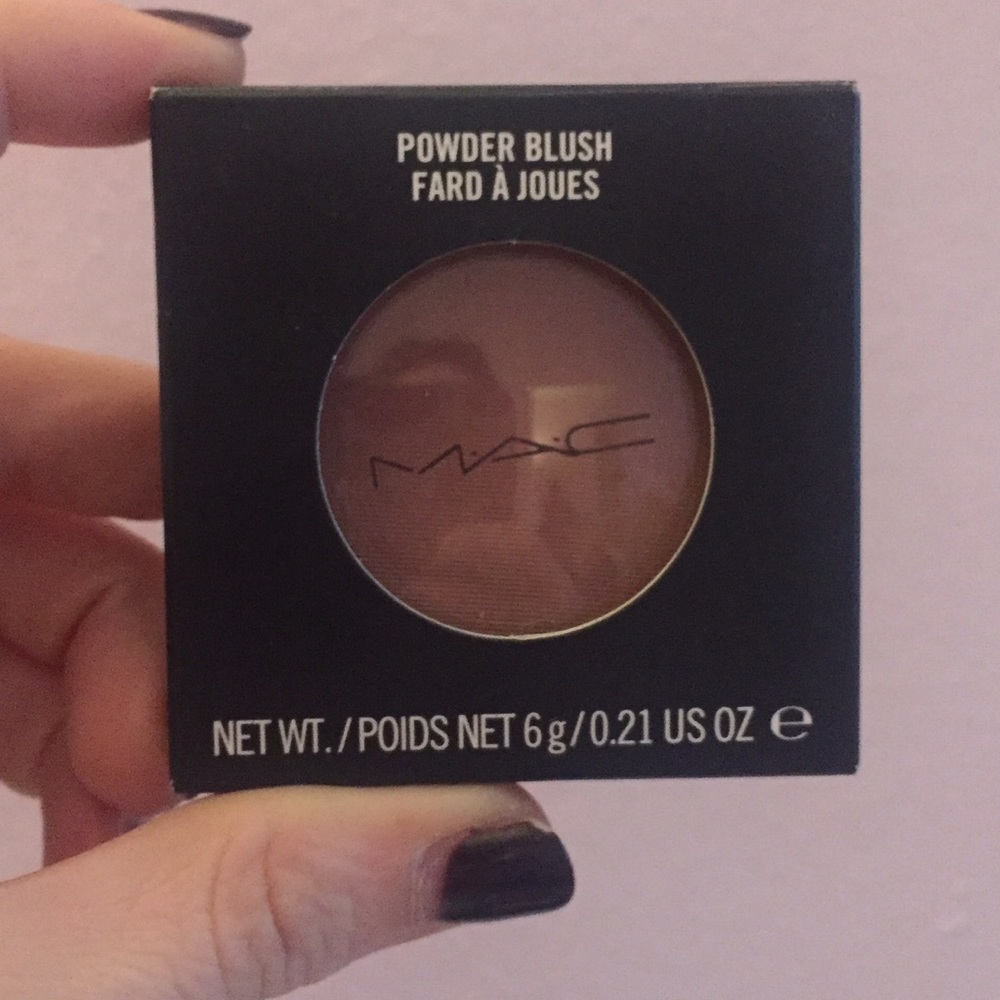 POWDER BLUSH
FARD À JOUES
M·A·C
NET WT. / POIDS NET 6 g / 0.21 US OZ ℮